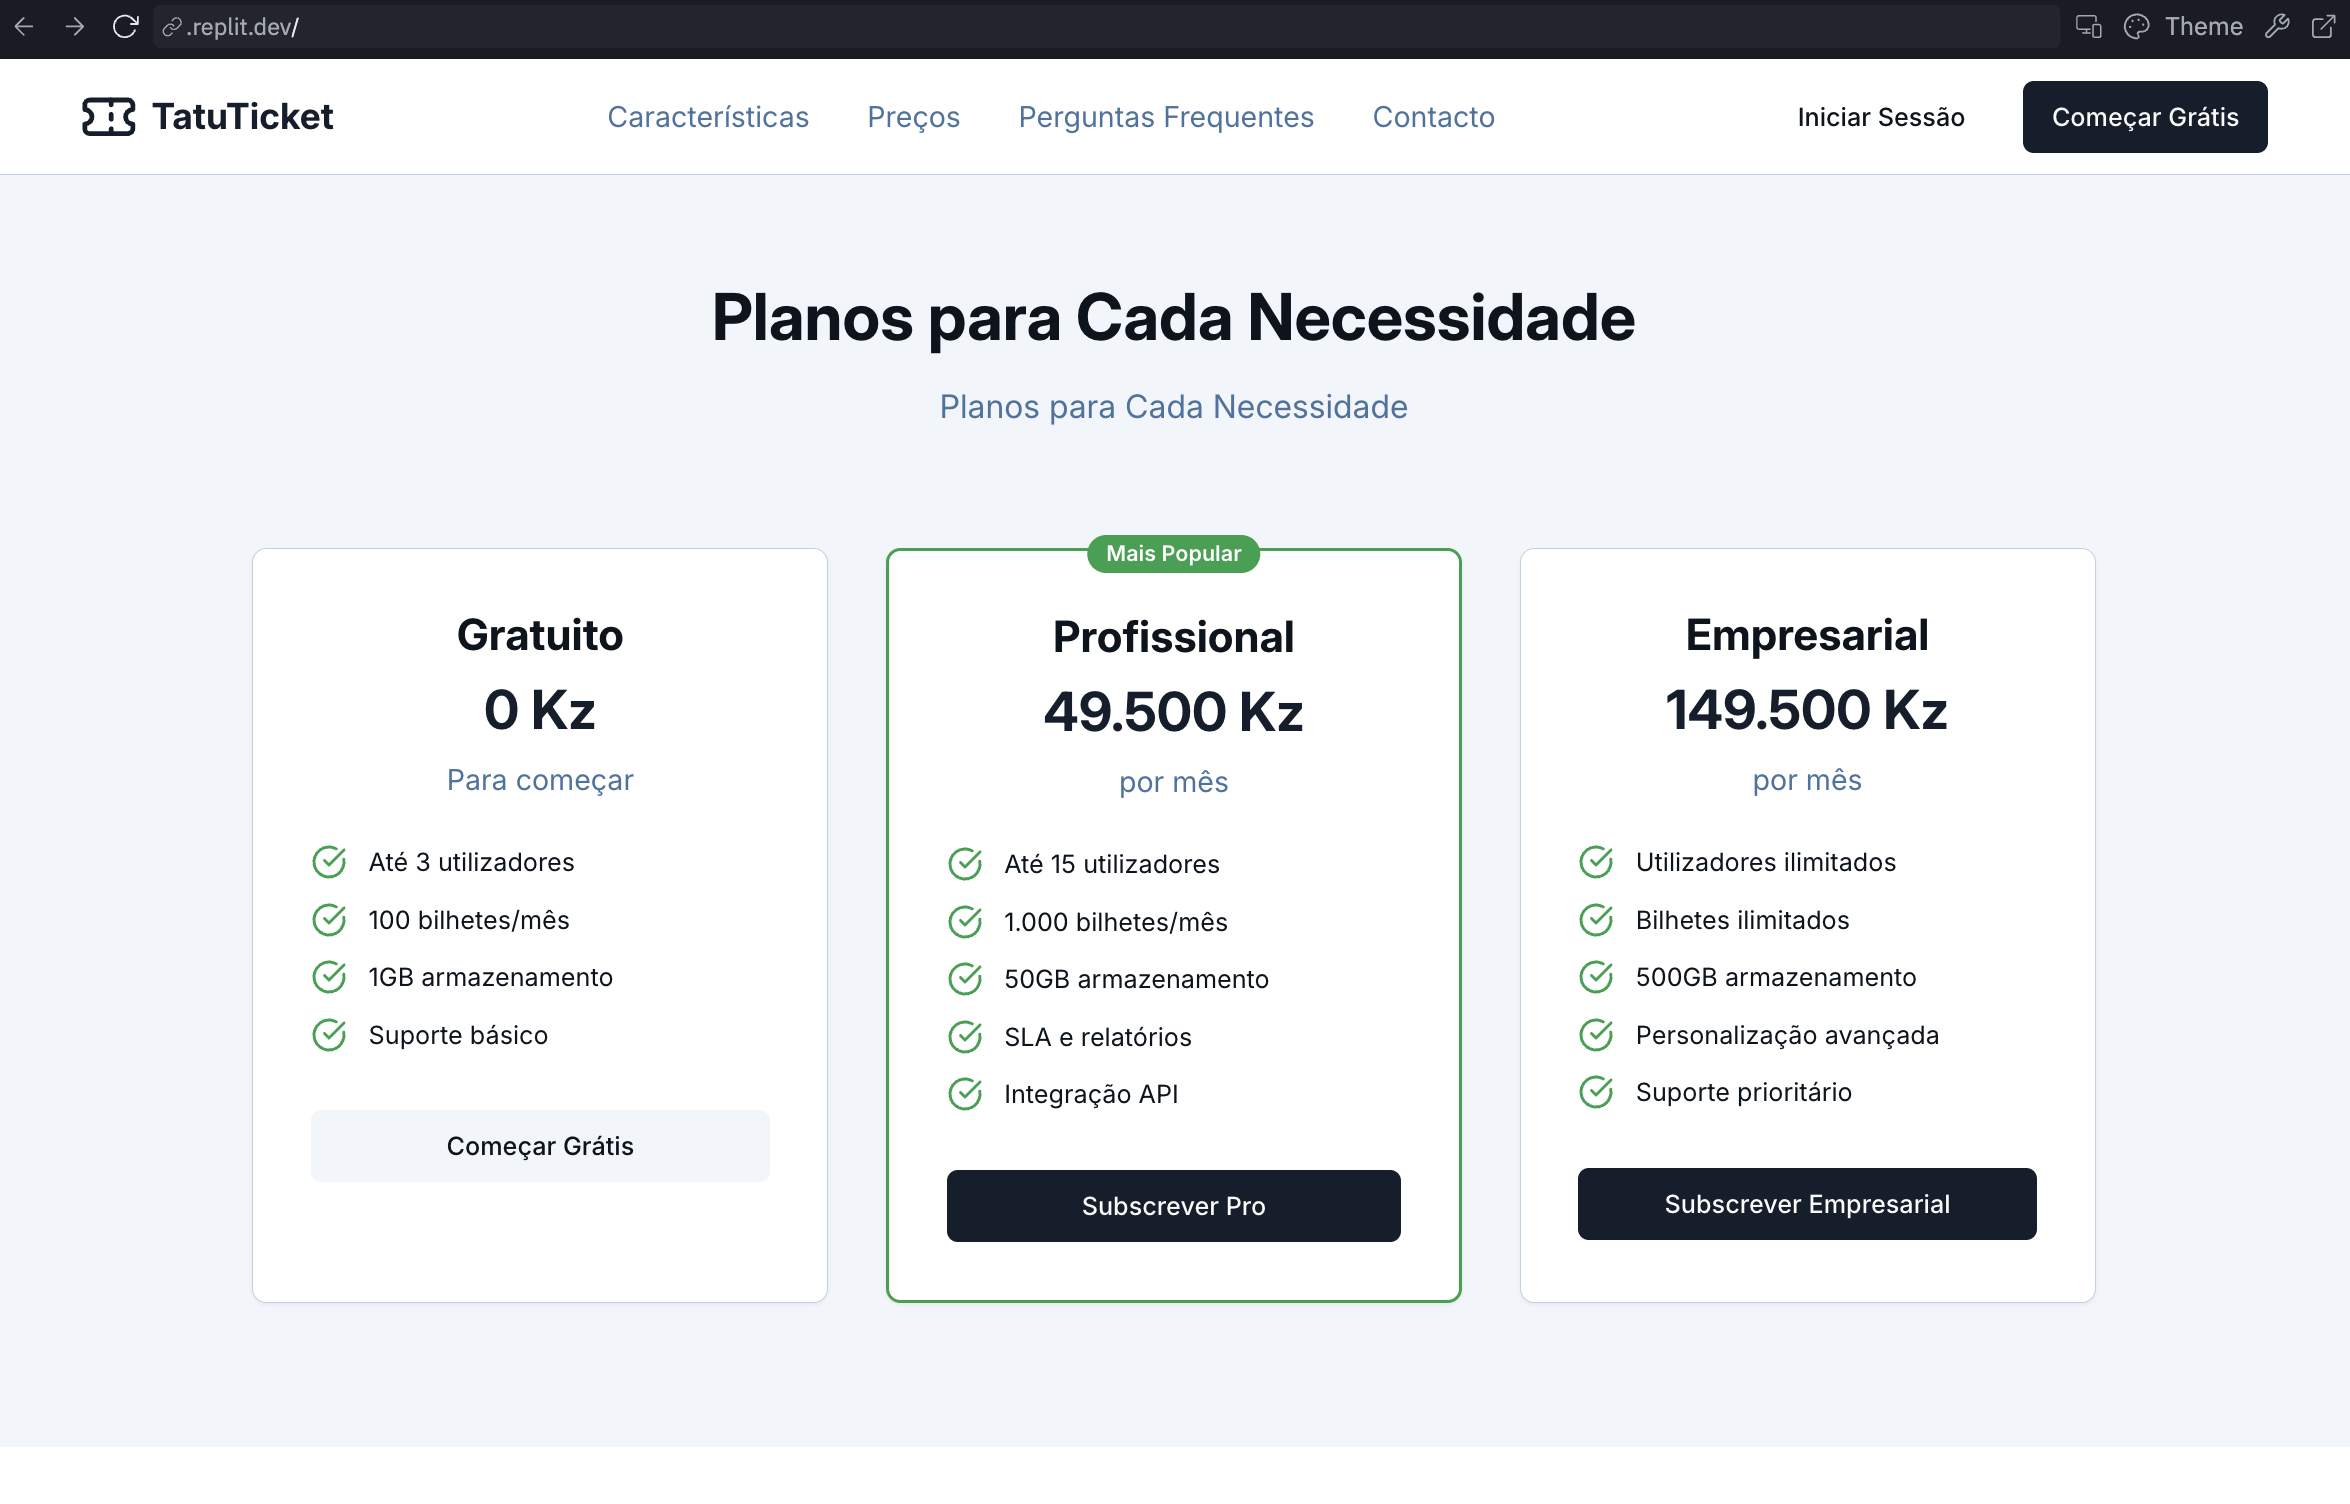 .replit.dev/
Theme
TatuTicket
Características
Preços
Perguntas Frequentes
Contacto
Iniciar Sessão
Começar Grátis
Planos para Cada Necessidade
Planos para Cada Necessidade
Gratuito
0 Kz
Para começar
Até 3 utilizadores
100 bilhetes/mês
1GB armazenamento
Suporte básico
Começar Grátis
Mais Popular
Profissional
49.500 Kz
por mês
Até 15 utilizadores
1.000 bilhetes/mês
50GB armazenamento
SLA e relatórios
Integração API
Subscrever Pro
Empresarial
149.500 Kz
por mês
Utilizadores ilimitados
Bilhetes ilimitados
500GB armazenamento
Personalização avançada
Suporte prioritário
Subscrever Empresarial